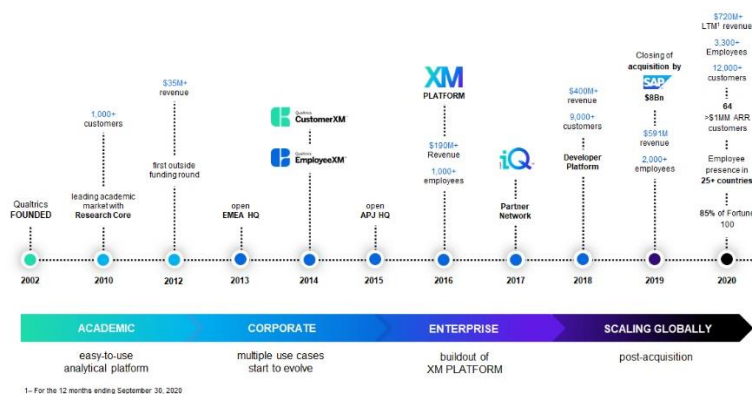 Qualtrics
FOUNDED
2002
1,000+
customers
leading academic
market with
Research Core
2010
$35M+
revenue
first outside
funding round
2012
open
EMEA HQ
2013
Qualtrics
CustomerXM™
Qualtrics
EmployeeXM™
2014
open
APJ HQ
2015
XM
PLATFORM
$190M+
Revenue
1,000+
employees
2016
iQ™
Partner
Network
2017
$400M+
revenue
9,000+
customers
Developer
Platform
2018
Closing of
acquisition by
SAP
$8Bn
$591M
revenue
2,000+
employees
2019
$720M+
LTM¹ revenue
3,300+
Employees
12,000+
customers
64
>$1MM ARR
customers
Employee
presence in
25+ countries
85% of Fortune
100
2020
ACADEMIC
easy-to-use
analytical platform
CORPORATE
multiple use cases
start to evolve
ENTERPRISE
buildout of
XM PLATFORM
SCALING GLOBALLY
post-acquisition
1– For the 12 months ending September 30, 2020